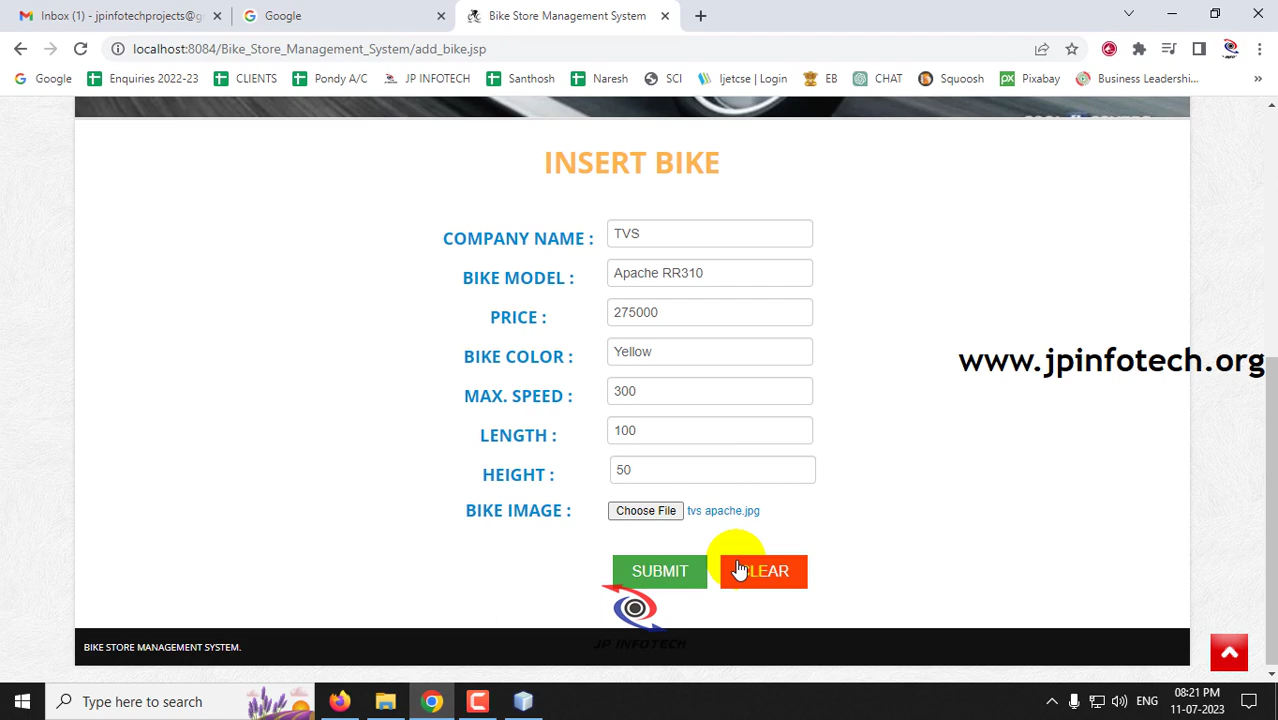 Inbox (1) - jpinfotechprojects@g
Google
Bike Store Management System
localhost:8084/Bike_Store_Management_System/add_bike.jsp
Google
Enquiries 2022-23
CLIENTS
Pondy A/C
JP INFOTECH
Santhosh
Naresh
SCI
Ijetcse | Login
EB
CHAT
Squoosh
Pixabay
Business Leadershi...
INSERT BIKE
COMPANY NAME : TVS
BIKE MODEL : Apache RR310
PRICE : 275000
BIKE COLOR : Yellow
www.jpinfotech.org
MAX. SPEED : 300
LENGTH : 100
HEIGHT : 50
BIKE IMAGE : Choose File tvs apache.jpg
SUBMIT CLEAR
JP INFOTECH
BIKE STORE MANAGEMENT SYSTEM.
Type here to search
ENG
08:21 PM
11-07-2023